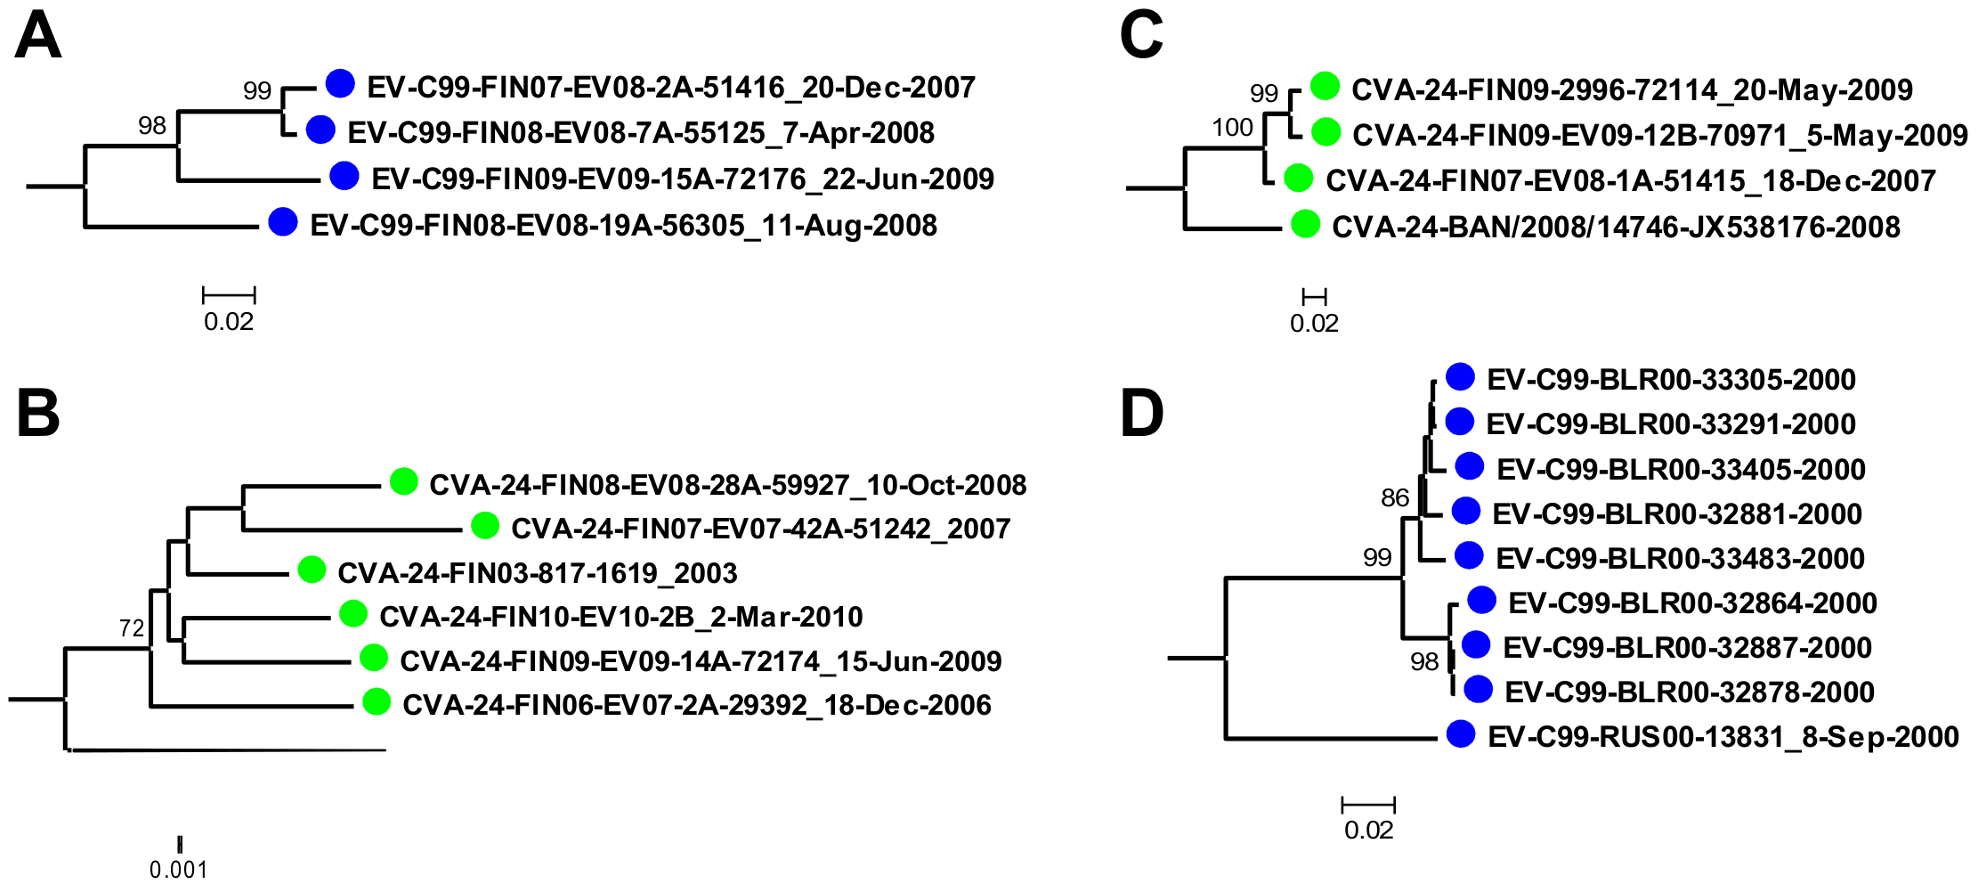 A
99
EV-C99-FIN07-EV08-2A-51416_20-Dec-2007
98
EV-C99-FIN08-EV08-7A-55125_7-Apr-2008
EV-C99-FIN09-EV09-15A-72176_22-Jun-2009
EV-C99-FIN08-EV08-19A-56305_11-Aug-2008
0.02
B
CVA-24-FIN08-EV08-28A-59927_10-Oct-2008
CVA-24-FIN07-EV07-42A-51242_2007
CVA-24-FIN03-817-1619_2003
CVA-24-FIN10-EV10-2B_2-Mar-2010
72
CVA-24-FIN09-EV09-14A-72174_15-Jun-2009
CVA-24-FIN06-EV07-2A-29392_18-Dec-2006
0.001
C
99
CVA-24-FIN09-2996-72114_20-May-2009
100
CVA-24-FIN09-EV09-12B-70971_5-May-2009
CVA-24-FIN07-EV08-1A-51415_18-Dec-2007
CVA-24-BAN/2008/14746-JX538176-2008
0.02
D
EV-C99-BLR00-33305-2000
EV-C99-BLR00-33291-2000
EV-C99-BLR00-33405-2000
86
EV-C99-BLR00-32881-2000
99
EV-C99-BLR00-33483-2000
EV-C99-BLR00-32864-2000
EV-C99-BLR00-32887-2000
98
EV-C99-BLR00-32878-2000
EV-C99-RUS00-13831_8-Sep-2000
0.02